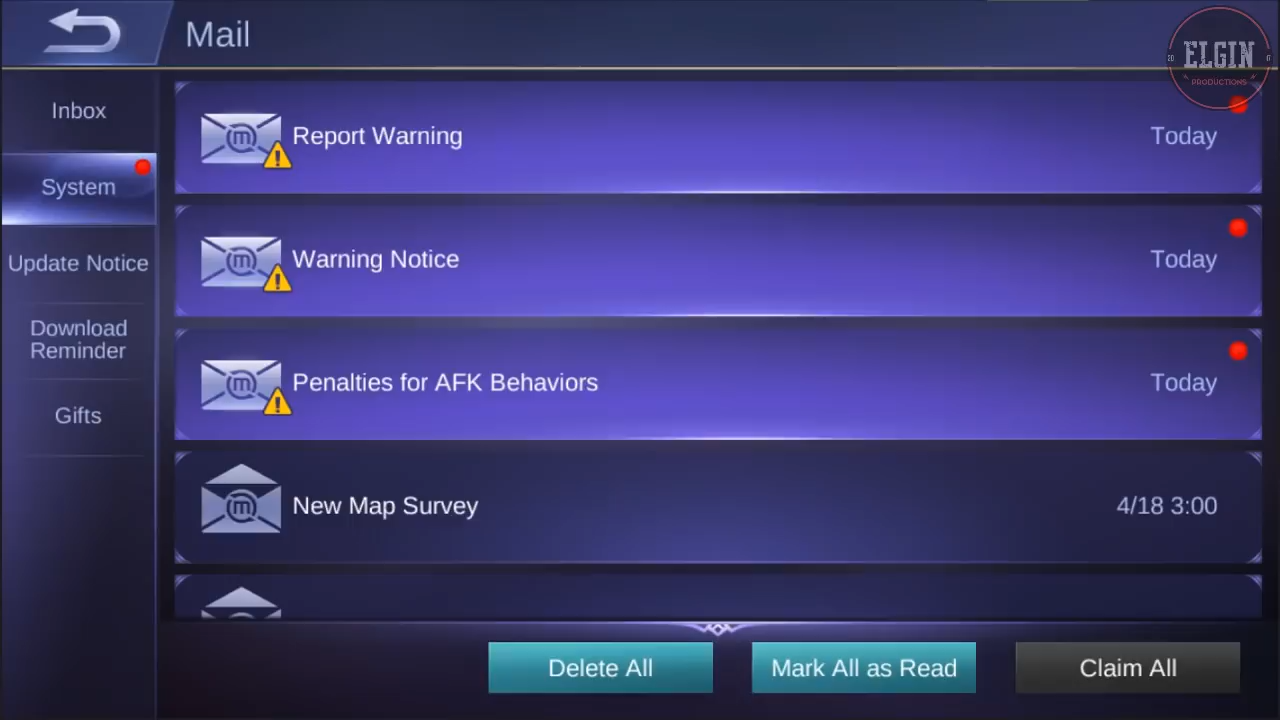 Mail
ELGIN
PRODUCTIONS
Inbox
System
Update Notice
Download
Reminder
Gifts
Report Warning
Today
Warning Notice
Today
Penalties for AFK Behaviors
Today
New Map Survey
4/18 3:00
Delete All
Mark All as Read
Claim All